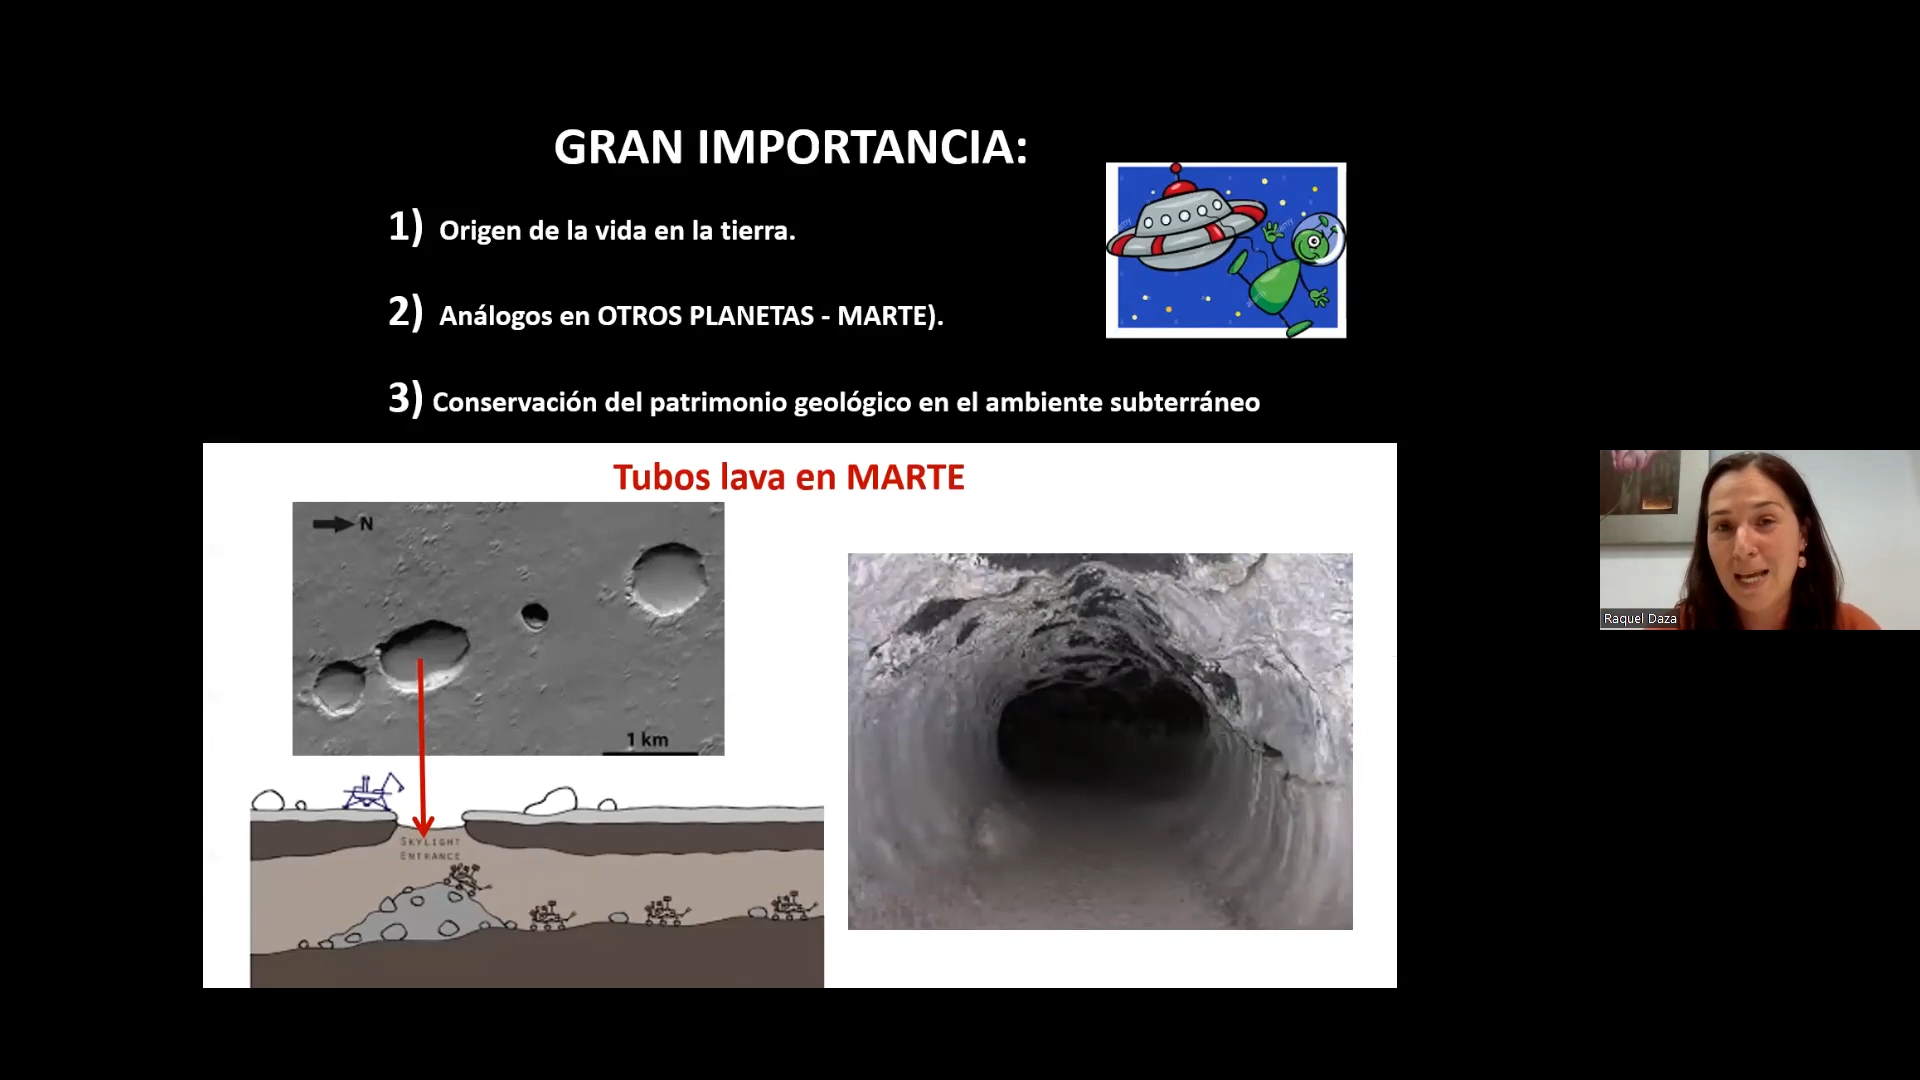 GRAN IMPORTANCIA:
1) Origen de la vida en la tierra.
2) Análogos en OTROS PLANETAS - MARTE).
3) Conservación del patrimonio geológico en el ambiente subterráneo
Tubos lava en MARTE
N
1 km
SKYLIGHT
ENTRANCE
Raquel Daza